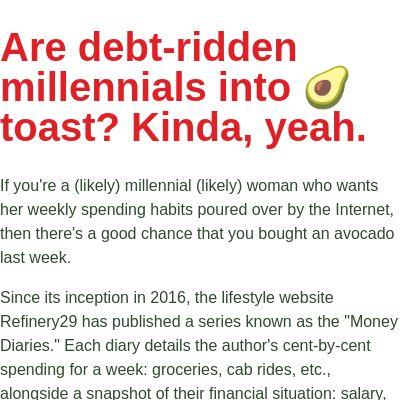 Are debt-ridden
millennials into 🥑
toast? Kinda, yeah.
If you're a (likely) millennial (likely) woman who wants
her weekly spending habits poured over by the Internet,
then there's a good chance that you bought an avocado
last week.
Since its inception in 2016, the lifestyle website
Refinery29 has published a series known as the "Money
Diaries." Each diary details the author's cent-by-cent
spending for a week: groceries, cab rides, etc.,
alongside a snapshot of their financial situation: salary,